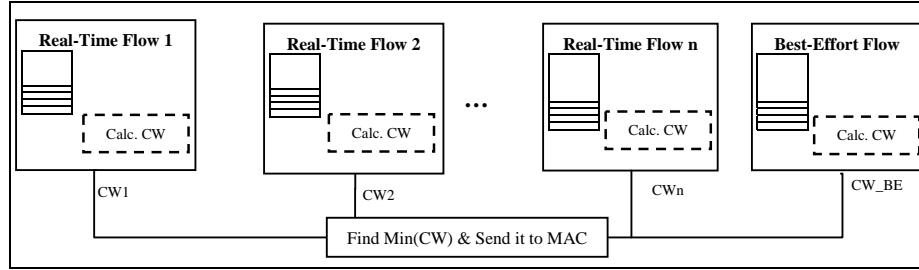 Real-Time Flow 1
Real-Time Flow 2
Real-Time Flow n
Best-Effort Flow
...
Calc. CW
Calc. CW
Calc. CW
Calc. CW
CW1
CW2
CWn
CW_BE
Find Min(CW) & Send it to MAC